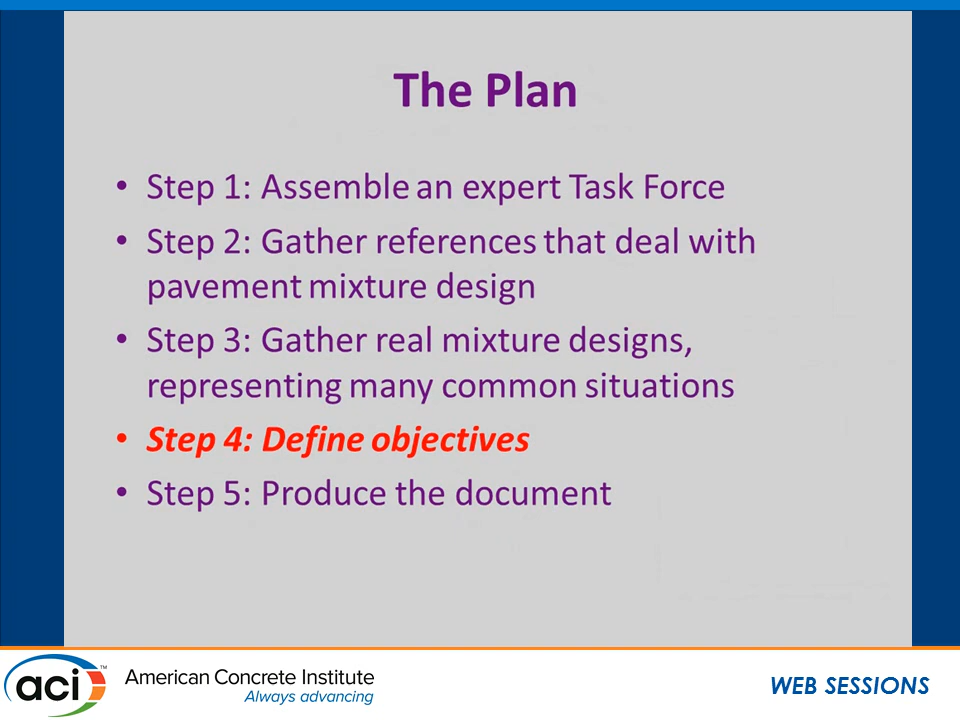 The Plan
• Step 1: Assemble an expert Task Force
• Step 2: Gather references that deal with
pavement mixture design
• Step 3: Gather real mixture designs,
representing many common situations
• Step 4: Define objectives
• Step 5: Produce the document
aci™
American Concrete Institute
Always advancing
WEB SESSIONS